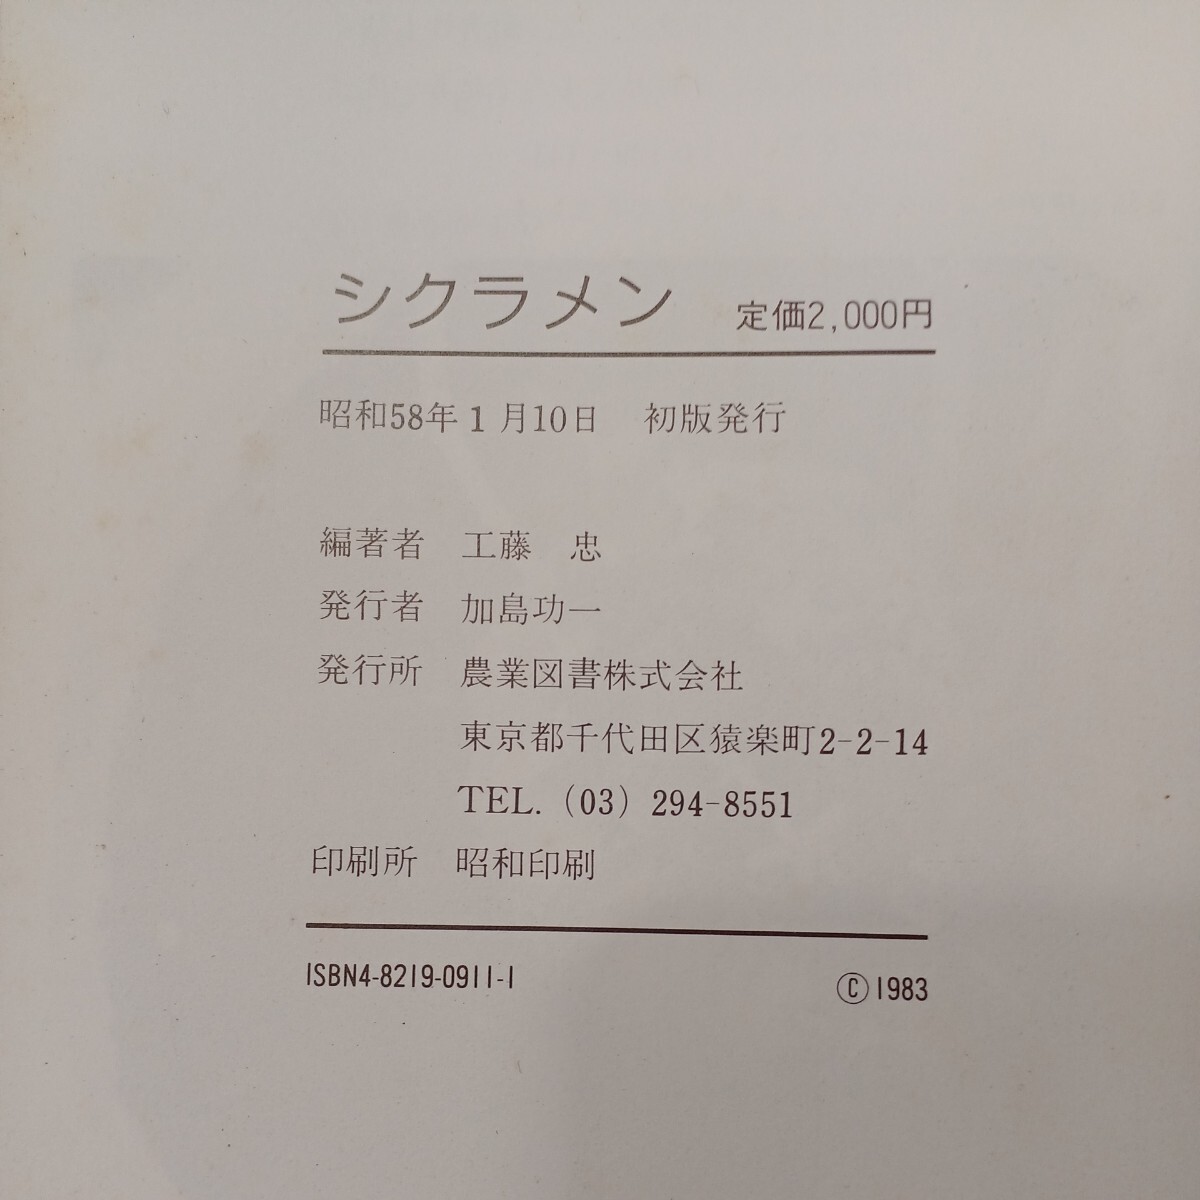 シクラメン 定価2,000円
昭和58年1月10日 初版発行
編著者 工藤 忠
発行者 加島功一
発行所 農業図書株式会社
東京都千代田区猿楽町2-2-14
TEL. (03) 294-8551
印刷所 昭和印刷
ISBN4-8219-0911-1 ©1983